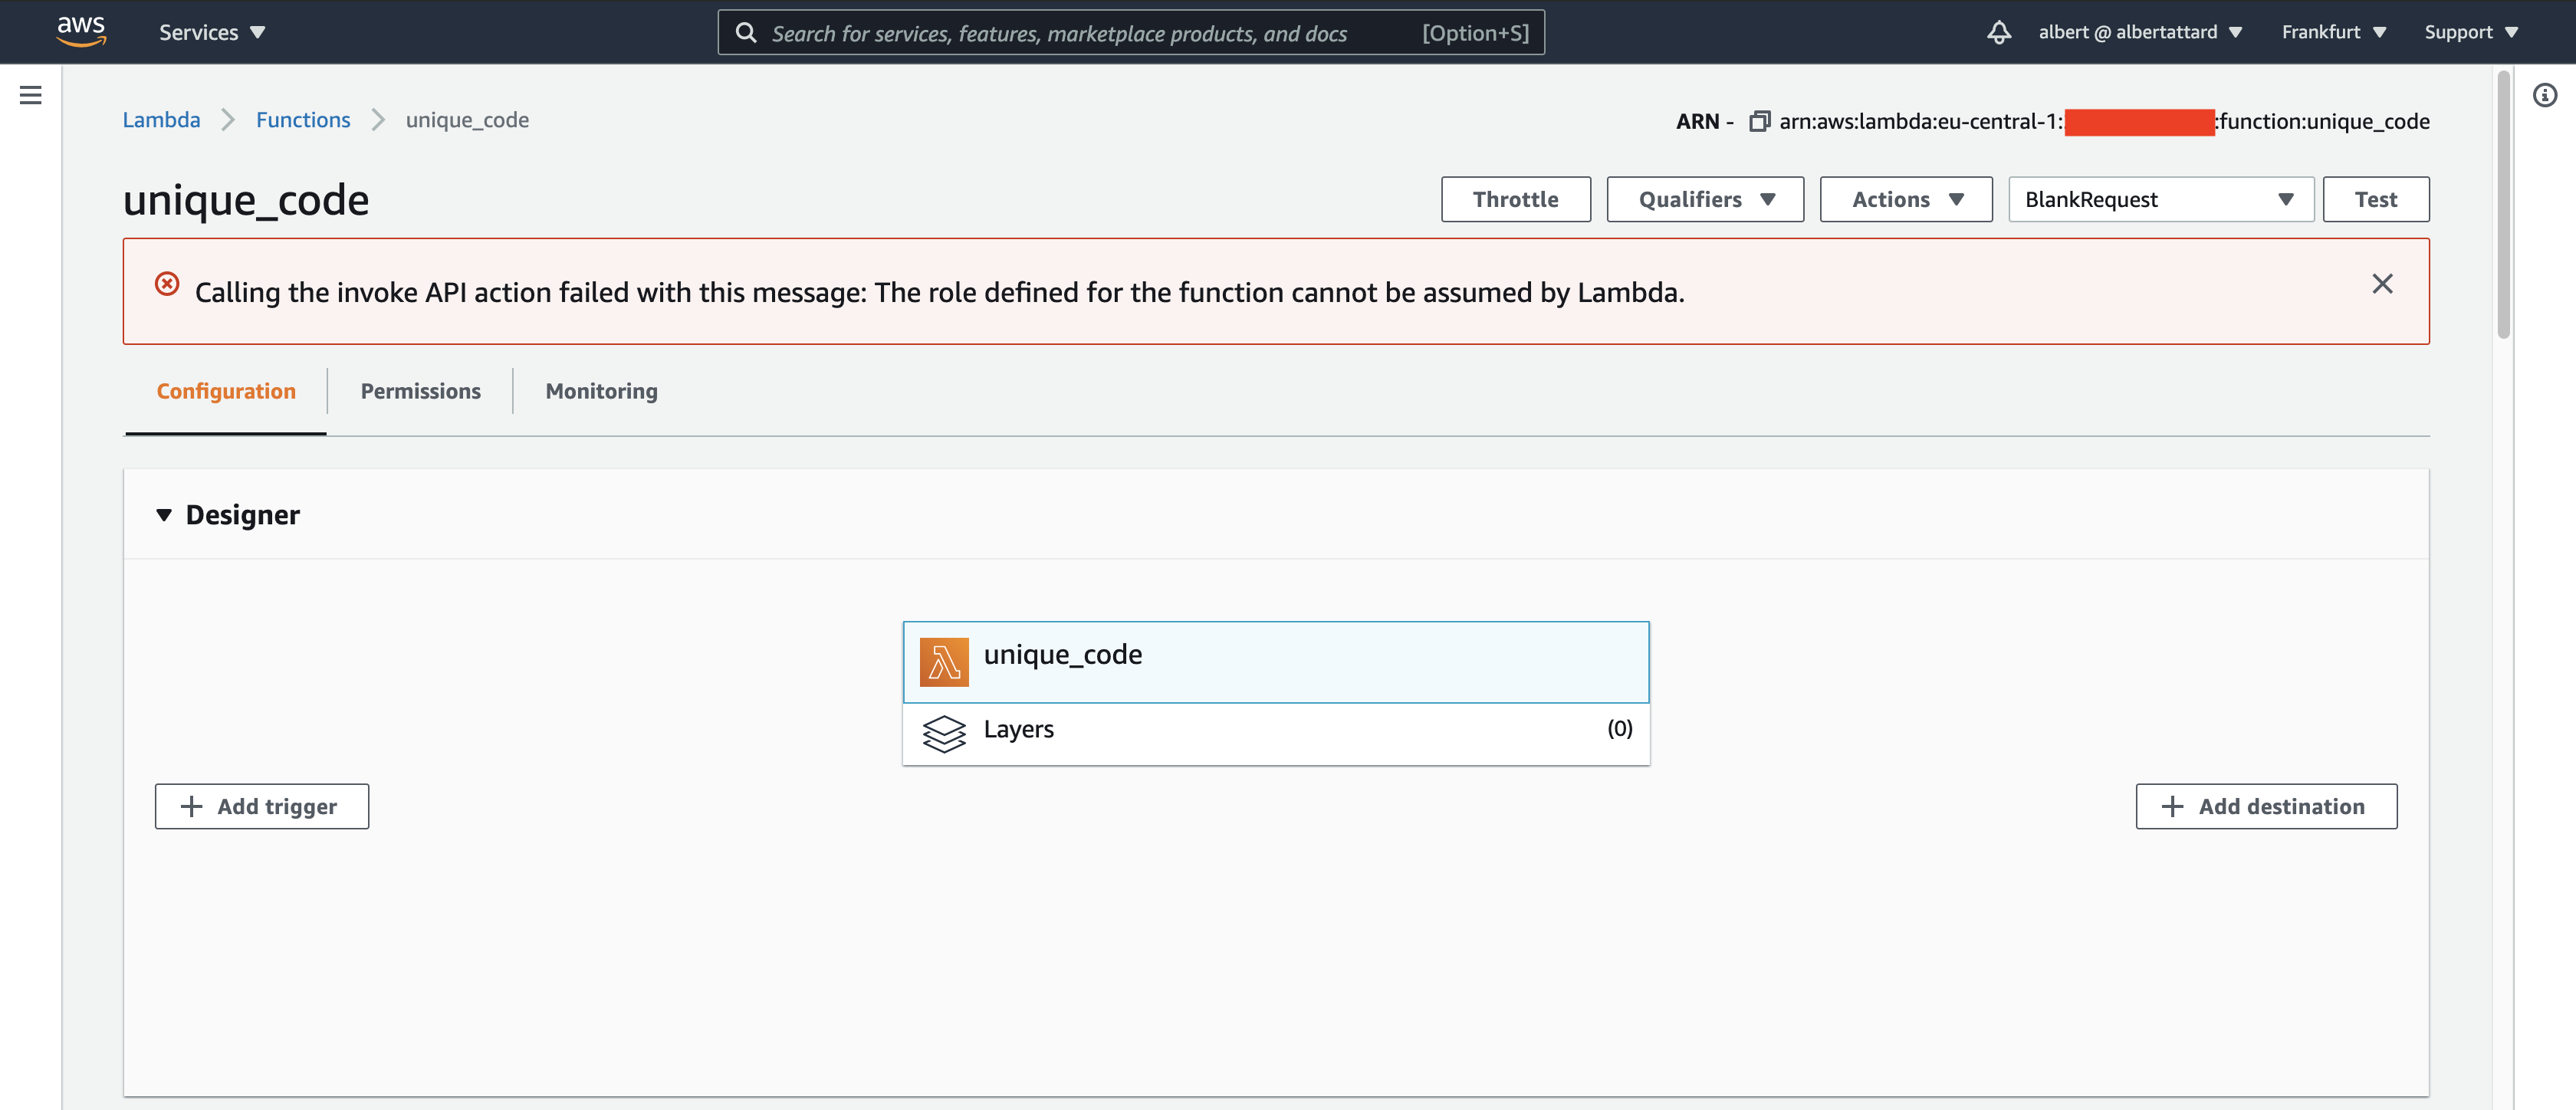 aws Services Search for services, features, marketplace products, and docs [Option+S] albert @ albertattard Frankfurt Support
Lambda Functions unique_code ARN - arn:aws:lambda:eu-central-1: :function:unique_code
unique_code Throttle Qualifiers Actions BlankRequest Test
Calling the invoke API action failed with this message: The role defined for the function cannot be assumed by Lambda.
Configuration Permissions Monitoring
Designer
unique_code
Layers (0)
Add trigger Add destination